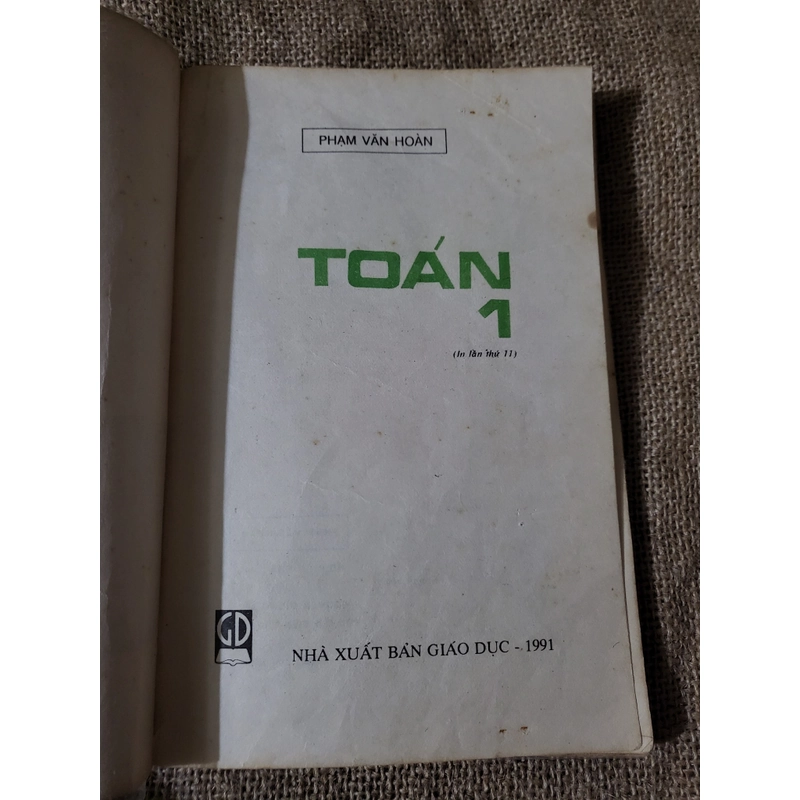 PHẠM VĂN HOÀN
TOÁN
1
(In lần thứ 11)
GD
NHÀ XUẤT BẢN GIÁO DỤC - 1991